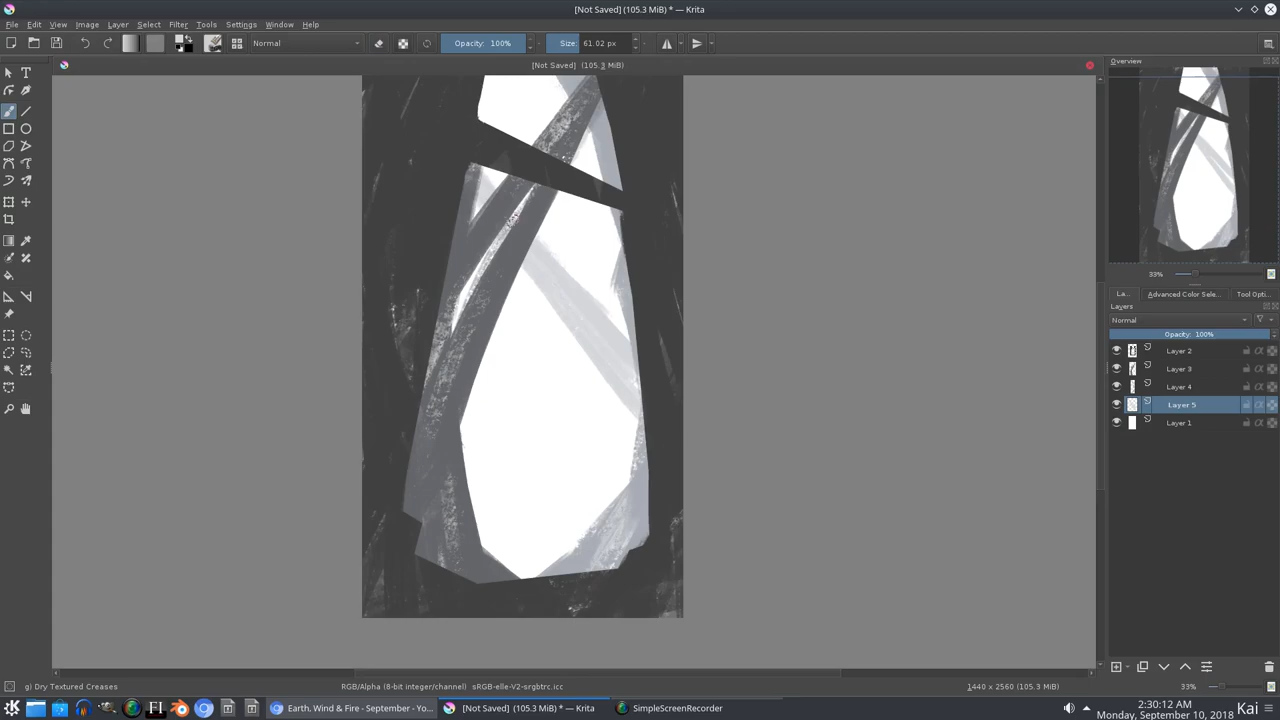 [Not Saved] (105.3 MiB) — Krita
File Edit View Image Layer Select Filter Tools Settings Window Help
Normal Opacity: 100% Size: 61.02 px
[Not Saved] (105.3 MiB)
Overview
33%
La... Advanced Color Sele... Tool Opti...
Layers
Normal
Opacity: 100%
Layer 2
Layer 3
Layer 4
Layer 5
Layer 1
g) Dry Textured Creases RGB/Alpha (8-bit integer/channel) sRGB-elle-V2-srgbtrc.icc 1440 x 2560 (105.3 MiB) 33%
Earth, Wind & Fire - September - Yo... [Not Saved] (105.3 MiB) — Krita SimpleScreenRecorder
2:30:12 AM
Monday, September 10, 2018 Kai